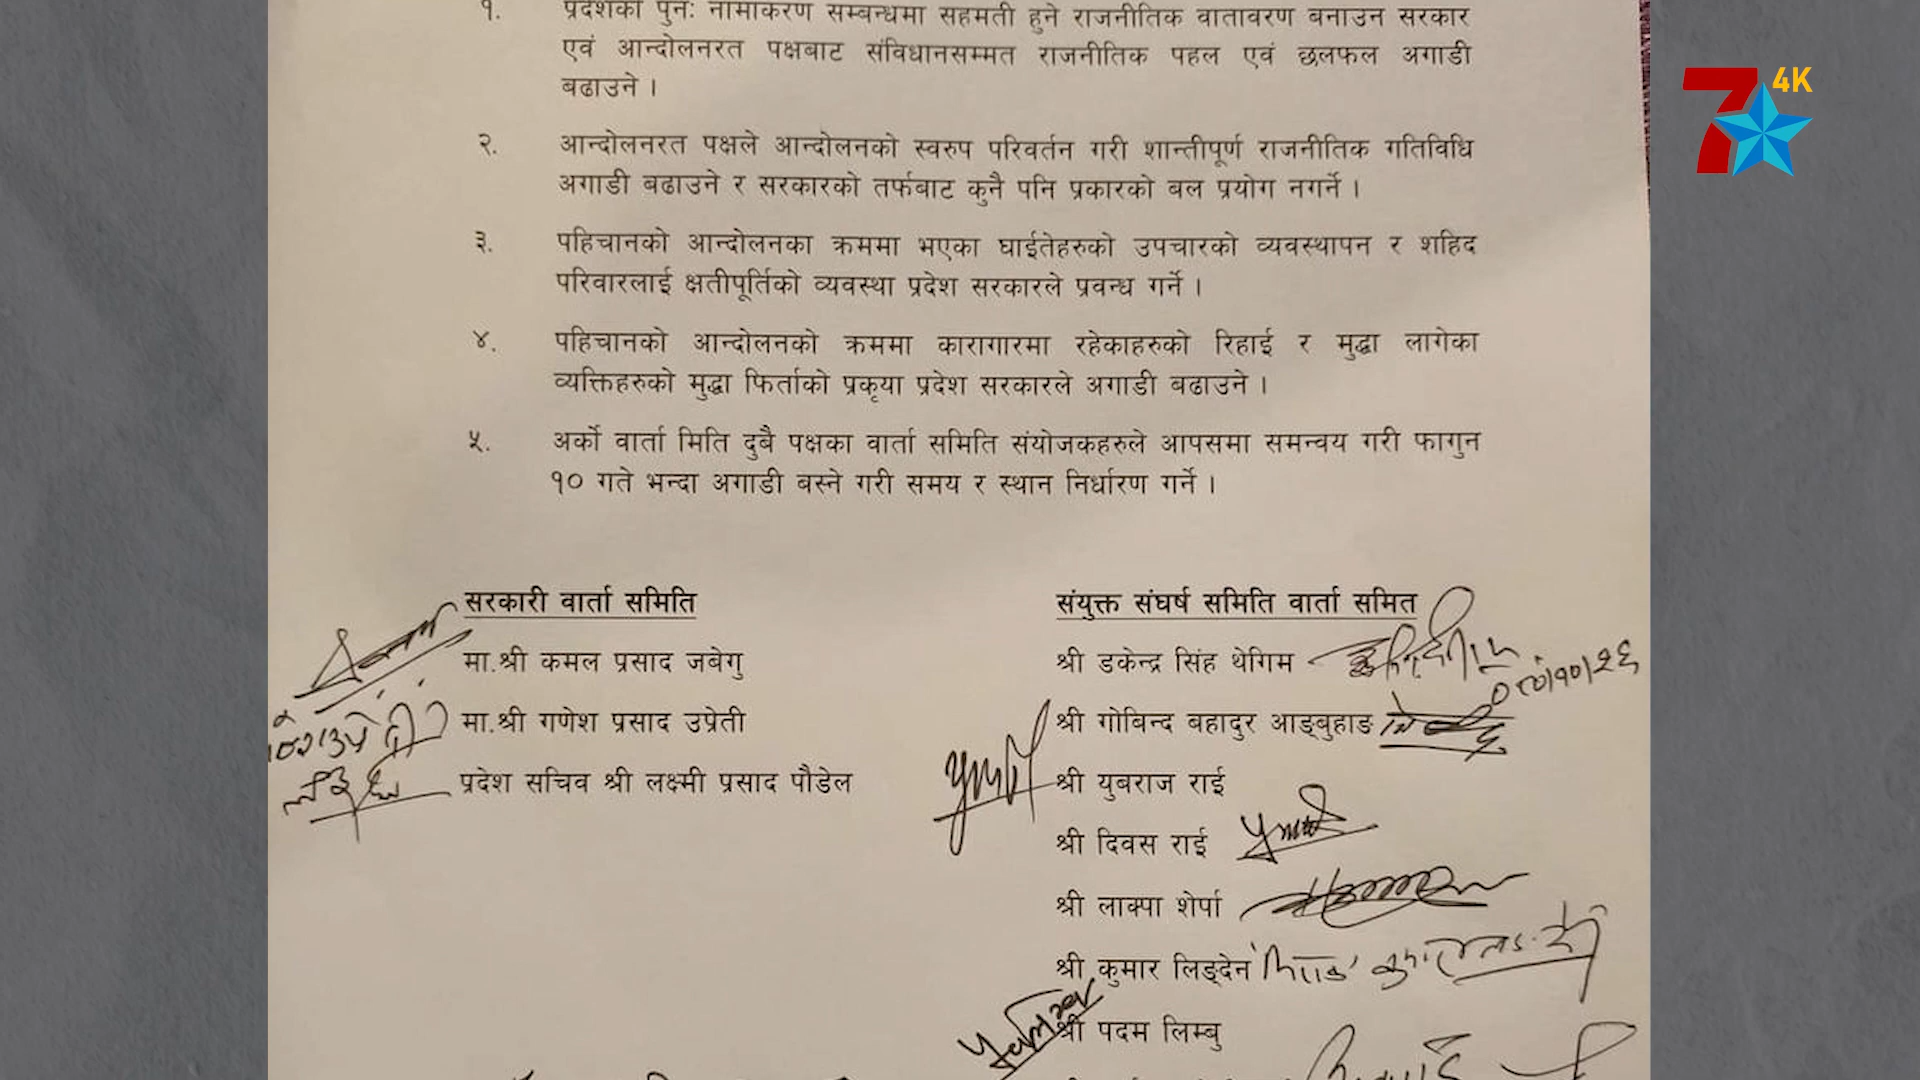 १. प्रदेशको पुनः नामाकरण सम्बन्धमा सहमती हुने राजनीतिक वातावरण बनाउन सरकार
एवं आन्दोलनरत पक्षबाट संविधानसम्मत राजनीतिक पहल एवं छलफल अगाडी
बढाउने ।
7 4K
२. आन्दोलनरत पक्षले आन्दोलनको स्वरुप परिवर्तन गरी शान्तीपूर्ण राजनीतिक गतिविधि
अगाडी बढाउने र सरकारको तर्फबाट कुनै पनि प्रकारको बल प्रयोग नगर्ने ।
३. पहिचानको आन्दोलनका क्रममा भएका घाईतेहरुको उपचारको व्यवस्थापन र शहिद
परिवारलाई क्षतीपूर्तिको व्यवस्था प्रदेश सरकारले प्रवन्ध गर्ने ।
४. पहिचानको आन्दोलनको क्रममा कारागारमा रहेकाहरुको रिहाई र मुद्धा लागेका
व्यक्तिहरुको मुद्धा फिर्ताको प्रकृया प्रदेश सरकारले अगाडी बढाउने ।
५. अर्को वार्ता मिति दुबै पक्षका वार्ता समिति संयोजकहरुले आपसमा समन्वय गरी फागुन
१० गते भन्दा अगाडी बस्ने गरी समय र स्थान निर्धारण गर्ने ।
सरकारी वार्ता समिति
मा.श्री कमल प्रसाद जबेगु
मा.श्री गणेश प्रसाद उप्रेती
प्रदेश सचिव श्री लक्ष्मी प्रसाद पौडेल
संयुक्त संघर्ष समिति वार्ता समित
श्री डकेन्द्र सिंह थेगिम
श्री गोबिन्द बहादुर आङ्बुहाङ
श्री युबराज राई
श्री दिवस राई
श्री लाक्पा शेर्पा
श्री कुमार लिङ्देन
श्री पदम लिम्बु